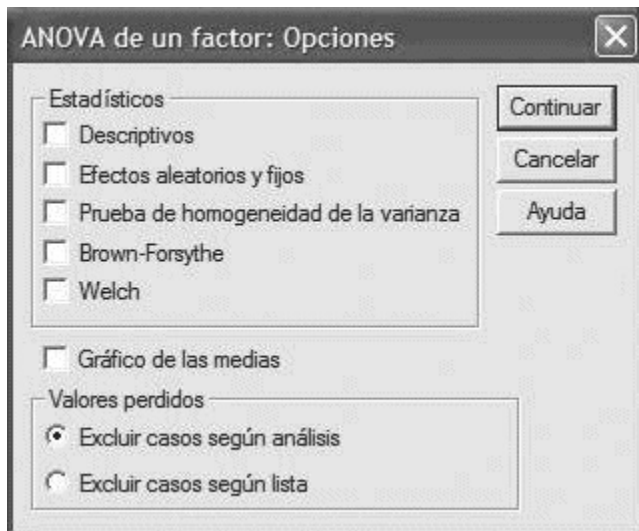 ANOVA de un factor: Opciones
Estadísticos
Descriptivos
Efectos aleatorios y fijos
Prueba de homogeneidad de la varianza
Brown-Forsythe
Welch
Gráfico de las medias
Valores perdidos
Excluir casos según análisis
Excluir casos según lista
Continuar
Cancelar
Ayuda